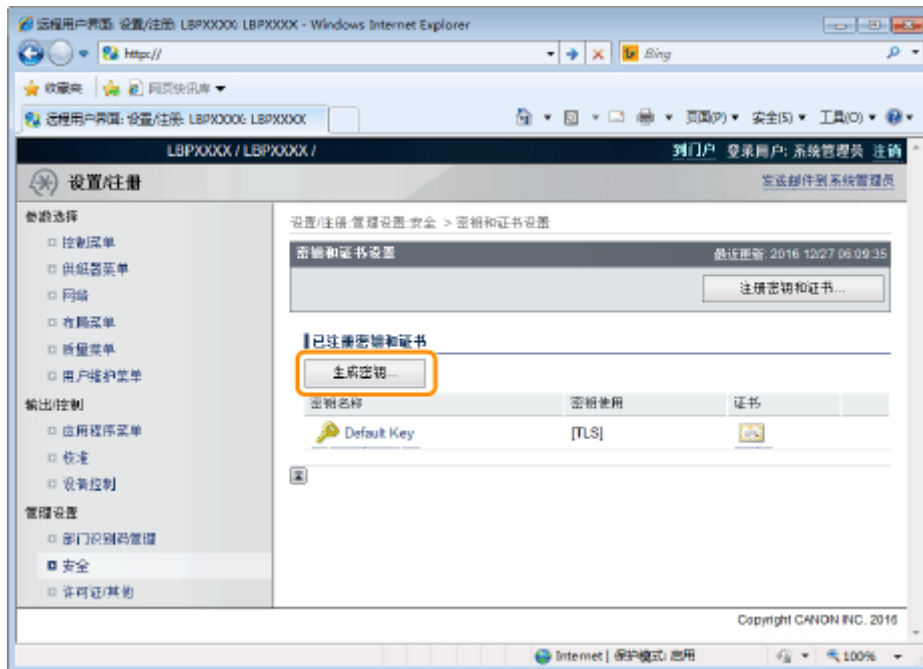 远程用户界面: 设置/注册: LBPXXXX: LBPXXXX - Windows Internet Explorer
https://
Bing
收藏夹 网页快讯库
远程用户界面: 设置/注册: LBPXXXX: LBPXXXX
页面(P) 安全(S) 工具(O)
LBPXXXX / LBPXXXX /
到门户 登录用户: 系统管理员 注销
设置/注册
发送邮件到系统管理员
参数选择
控制菜单
供纸器菜单
网络
布局菜单
质量菜单
用户维护菜单
输出/控制
应用程序菜单
校准
设备控制
管理设置
部门识别码管理
安全
许可证/其他
设置/注册:管理设置:安全 > 密钥和证书设置
密钥和证书设置
最近更新: 2016 12/27 06:09:35
注册密钥和证书...
已注册密钥和证书
生成密钥...
密钥名称 密钥使用 证书
Default Key [TLS]
Copyright CANON INC. 2016
Internet | 保护模式: 启用
100%